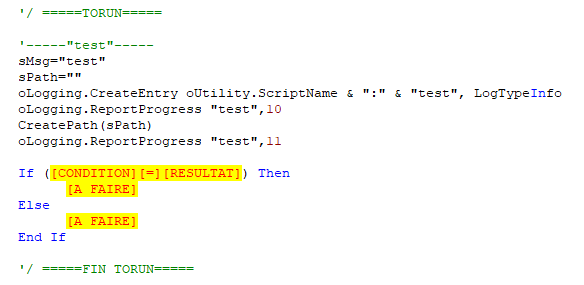 '/ =====TORUN=====
'-----"test"-----
sMsg="test"
sPath=""
oLogging.CreateEntry oUtility.ScriptName & ":" & "test", LogTypeInfo
oLogging.ReportProgress "test",10
CreatePath(sPath)
oLogging.ReportProgress "test",11
If ([CONDITION][=][RESULTAT]) Then
[A FAIRE]
Else
[A FAIRE]
End If
'/ =====FIN TORUN=====